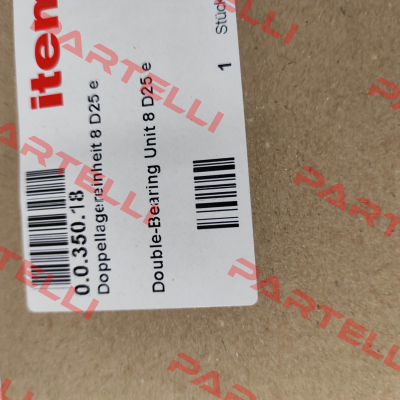 item
0.0.350.18
Doppellagereinheit 8 D25 e
Double-Bearing Unit 8 D25 e
1 Stück
PARTELLI
PARTELLI
PARTELLI
PARTELLI
PARTELLI